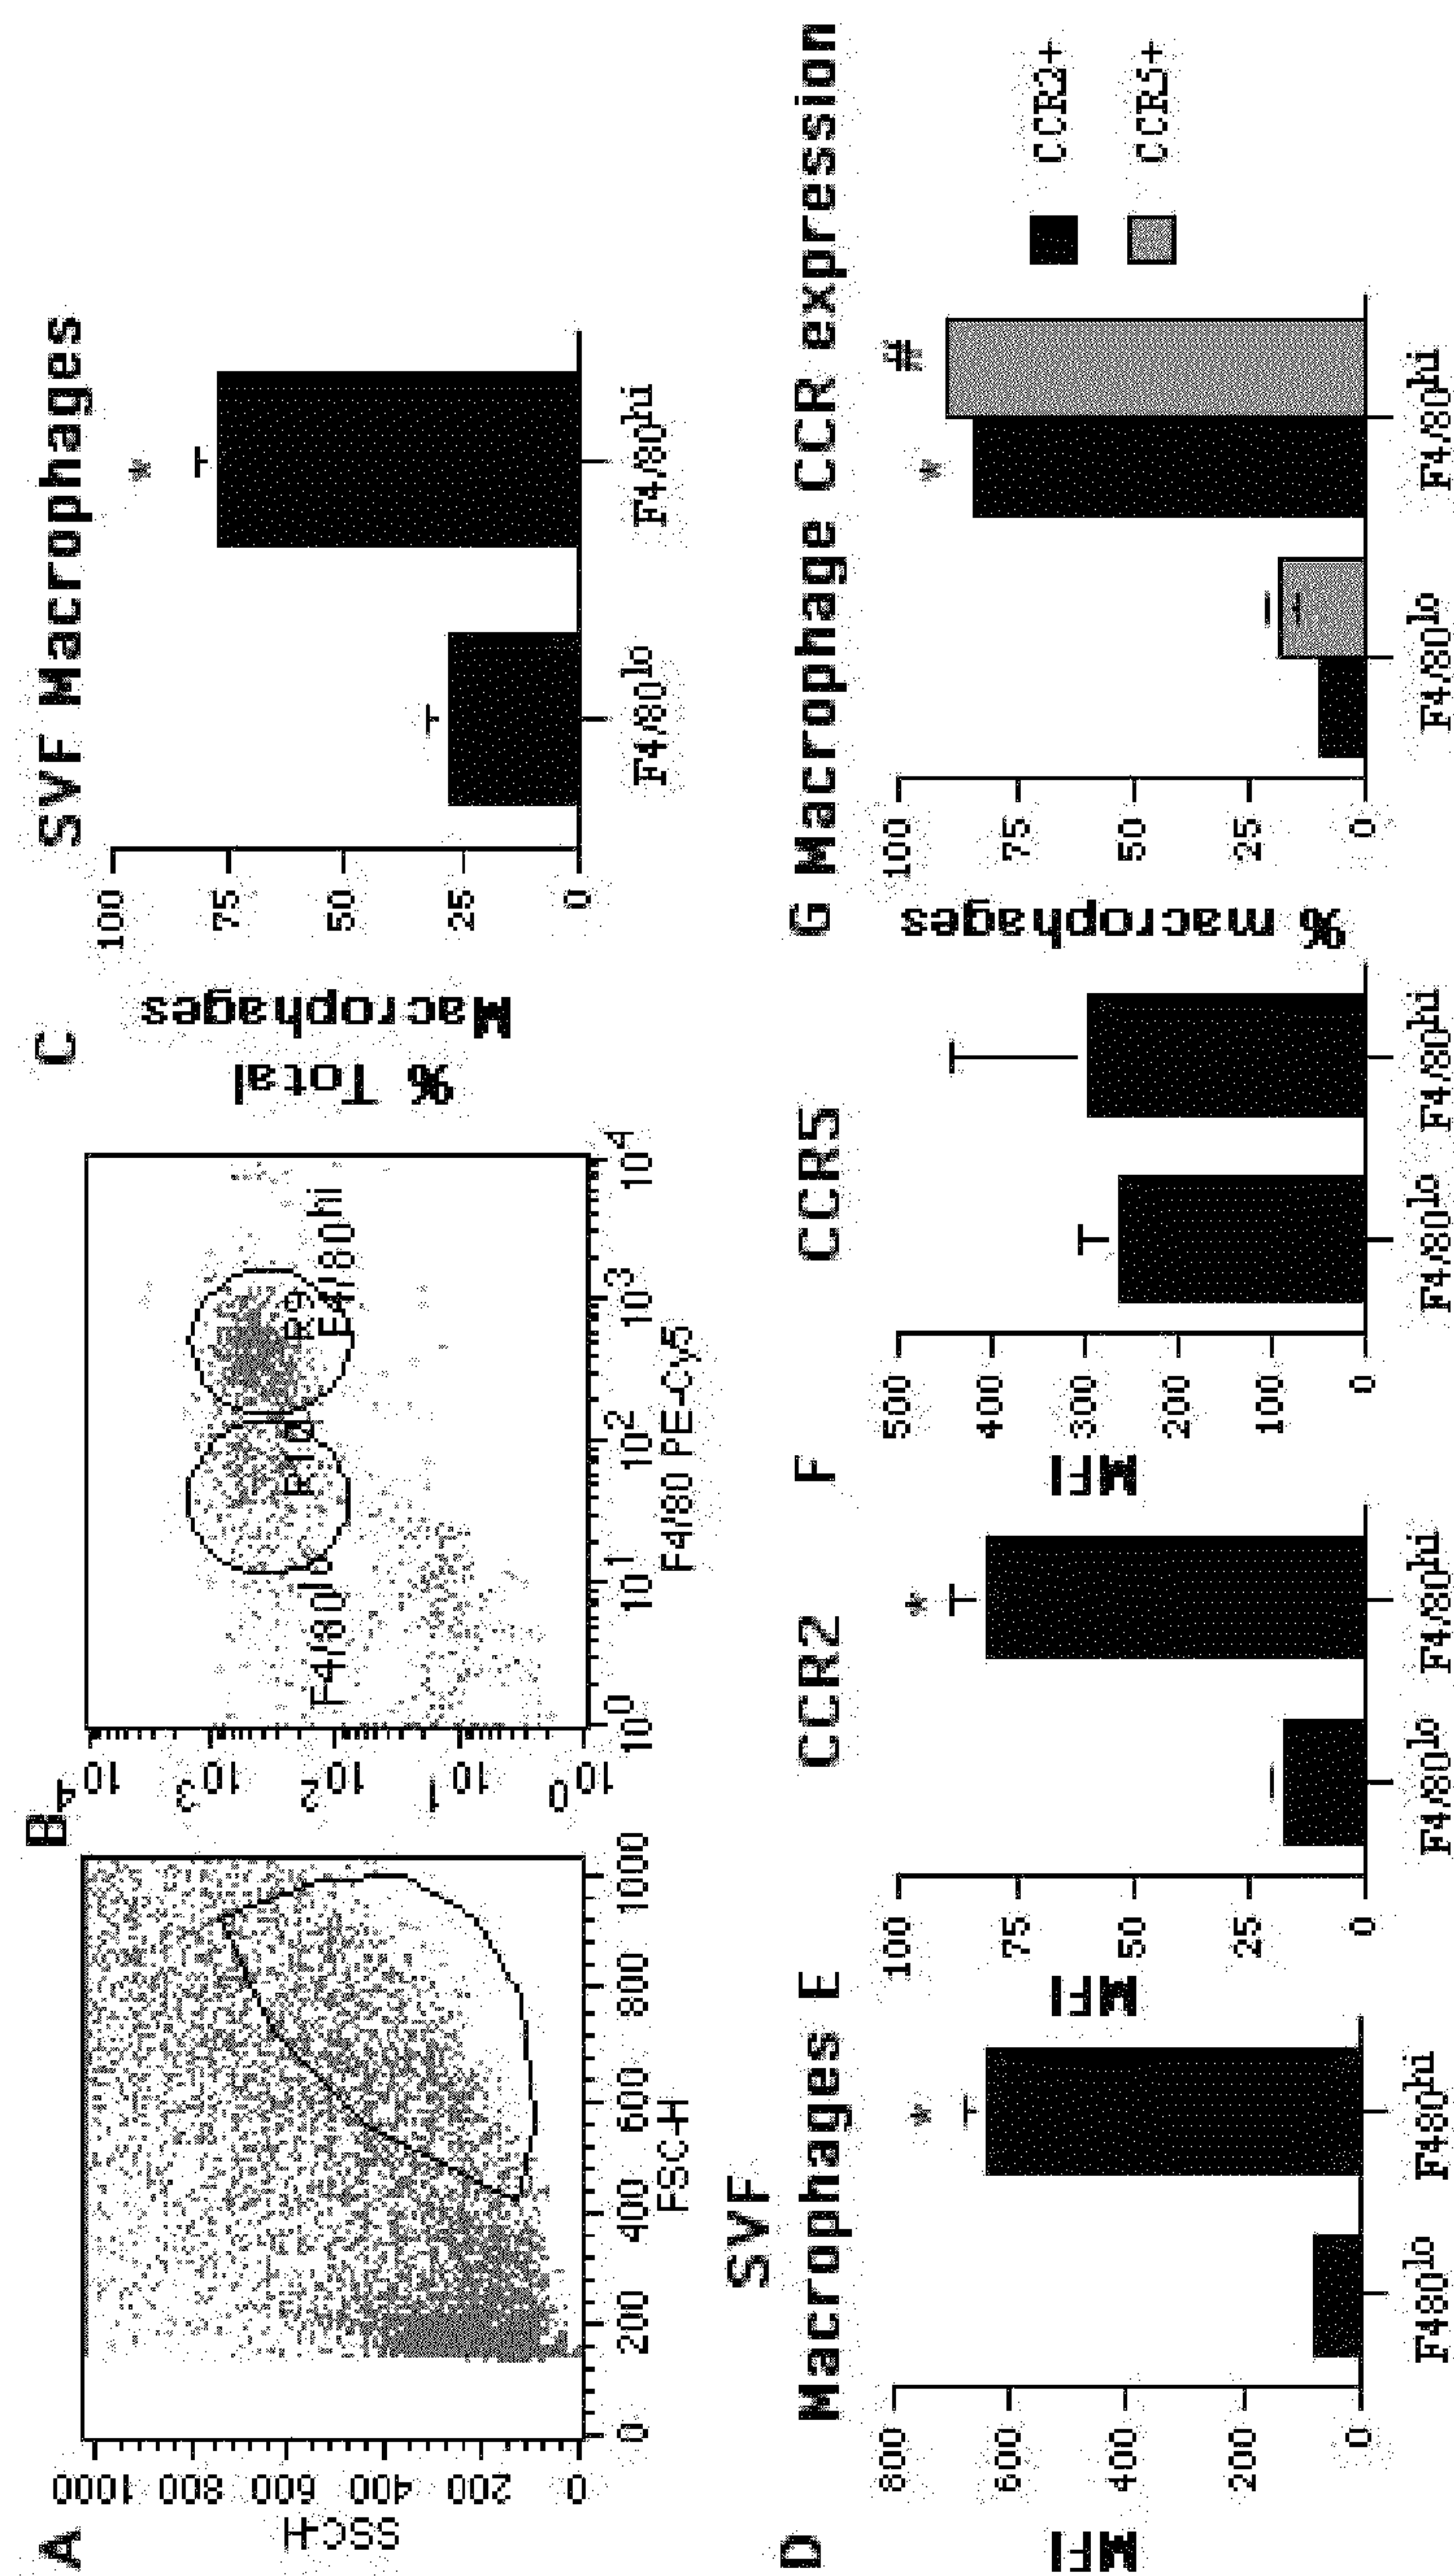 A
1000
800
600
400
200
0
SSC-H
0 200 400 600 800 1000
FSC-H
B
10^4
10^3
10^2
10^1
10^0
F4/80lo
R10
R9
F4/80hi
10^0 10^1 10^2 10^3 10^4
F4/80 PE-Cy5
C
SVF Macrophages
% Total
Macrophages
100
75
50
25
0
F4/80lo F4/80hi
*
D
SVF
Macrophages
MFI
800
600
400
200
0
F480lo F480hi
*
E
CCR2
MFI
100
75
50
25
0
F4/80lo F4/80hi
*
F
CCR5
MFI
500
400
300
200
100
0
F4/80lo F4/80hi
G Macrophage CCR expression
% macrophages
100
75
50
25
0
F4/80lo F4/80hi
* #
CCR2+
CCR5+